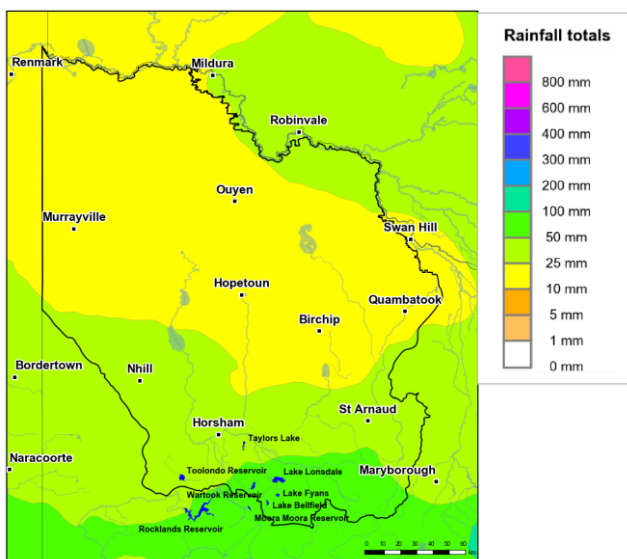 Renmark
Mildura
Robinvale
Ouyen
Murrayville
Swan Hill
Hopetoun
Quambatook
Birchip
Bordertown
Nhill
St Arnaud
Horsham
Taylors Lake
Naracoorte
Toolondo Reservoir
Lake Lonsdale
Maryborough
Wartook Reservoir
Lake Fyans
Lake Bellfield
Moora Moora Reservoir
Rocklands Reservoir
0 10 20 30 40 50 60
Rainfall totals
800 mm
600 mm
400 mm
300 mm
200 mm
100 mm
50 mm
25 mm
10 mm
5 mm
1 mm
0 mm